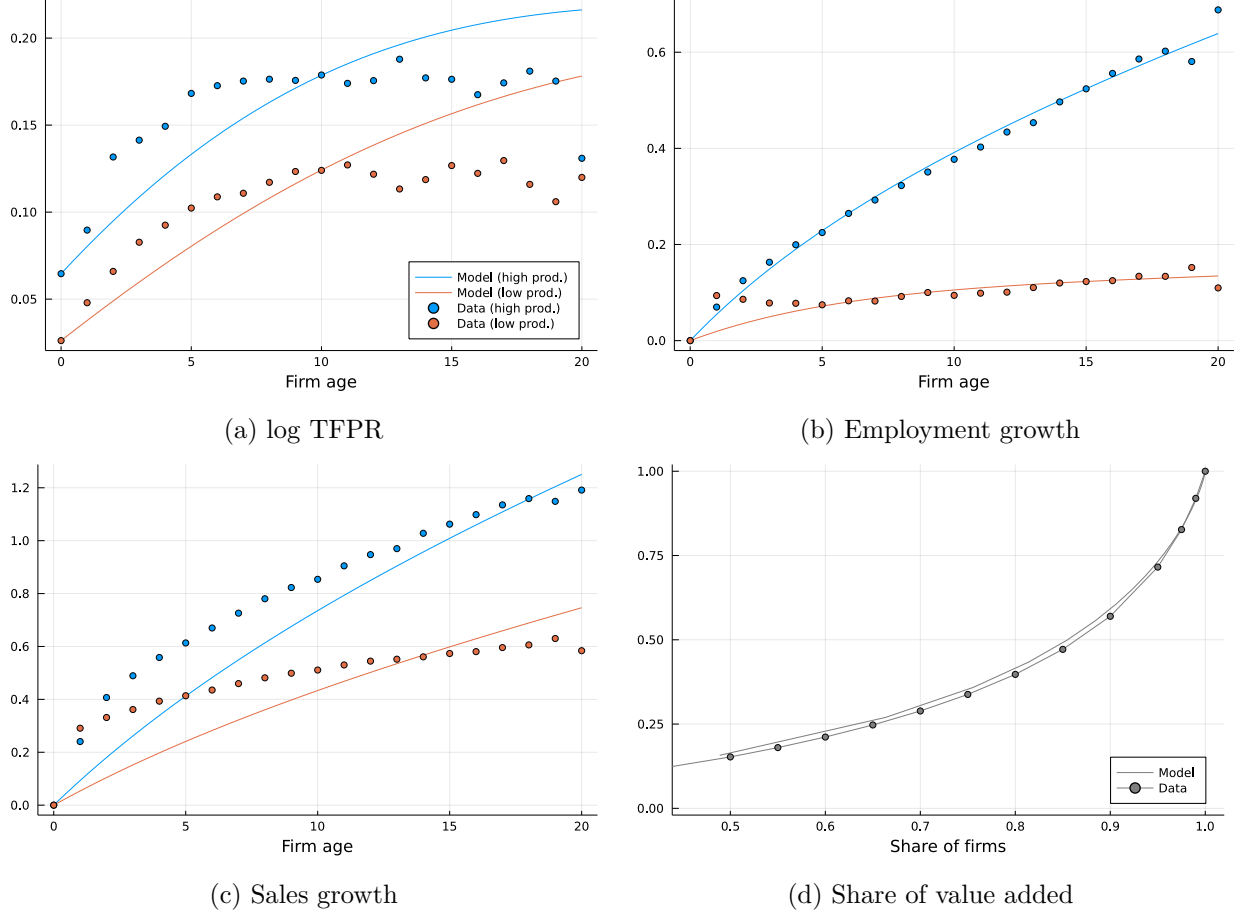 0.20
0.15
0.10
0.05
Model (high prod.)
Model (low prod.)
Data (high prod.)
Data (low prod.)
0 5 10 15 20
Firm age
(a) log TFPR
0.6
0.4
0.2
0.0
0 5 10 15 20
Firm age
(b) Employment growth
1.2
1.0
0.8
0.6
0.4
0.2
0.0
0 5 10 15 20
Firm age
(c) Sales growth
1.00
0.75
0.50
0.25
0.00
Model
Data
0.5 0.6 0.7 0.8 0.9 1.0
Share of firms
(d) Share of value added